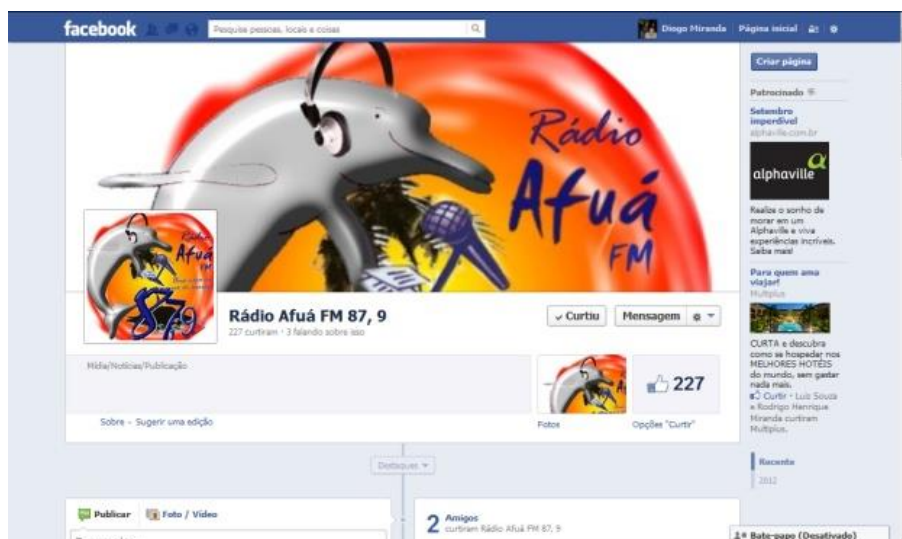 facebook
Pesquise pessoas, locais e coisas
Diogo Miranda
Página inicial
Rádio
Afuá
FM
Rádio
Afuá
FM
87,9
Rádio Afuá FM 87, 9
227 curtiram · 3 falando sobre isso
Curtiu
Mensagem
Mídia/Notícias/Publicação
Sobre - Sugerir uma edição
Fotos
227
Opções "Curtir"
Destaques
Publicar
Foto / Vídeo
2 Amigos
curtiram Rádio Afuá FM 87, 9
Criar página
Patrocinado
Setembro
imperdível
alphaville.com.br
alphaville
Realize o sonho de
morar em um
Alphaville e viva
experiências incríveis.
Saiba mais!
Para quem ama
viajar!
Multiplus
CURTA e descubra
como se hospedar nos
MELHORES HOTÉIS
do mundo, sem gastar
nada mais.
Curtir · Luis Souza
e Rodrigo Henrique
Miranda curtiram
Multiplus.
Recente
2012
Bate-papo (Desativado)